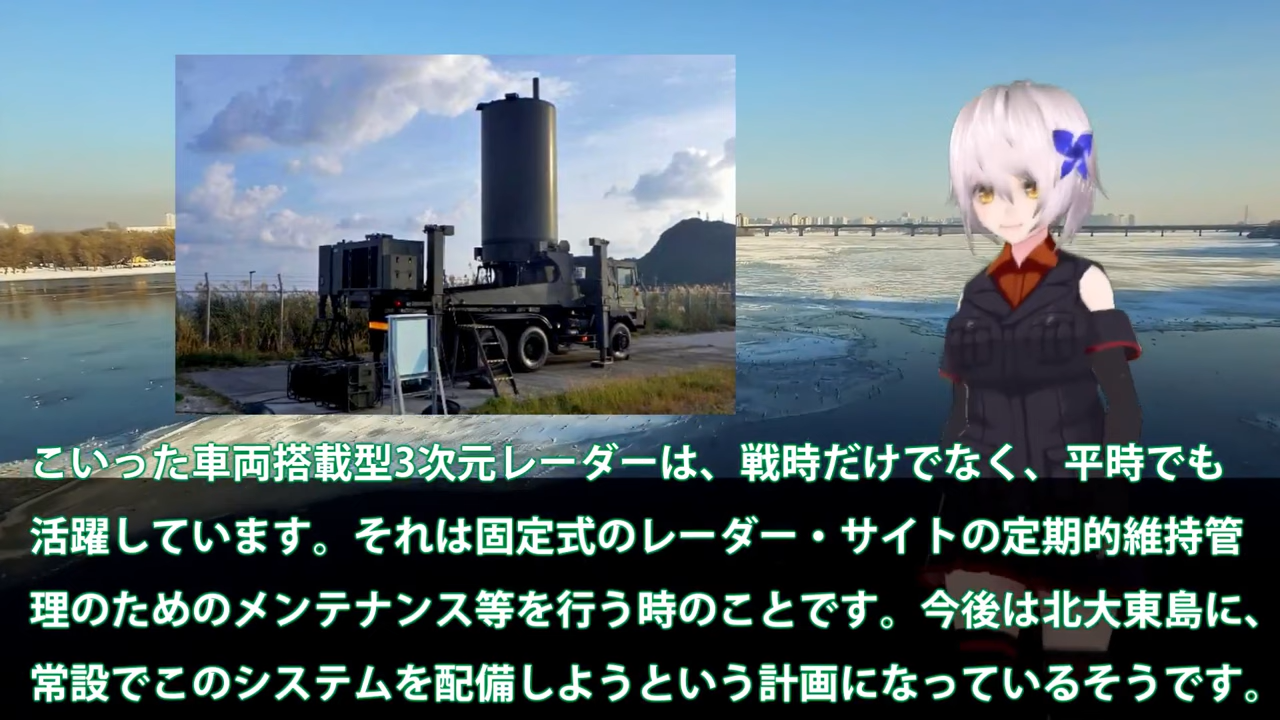 こいった車両搭載型3次元レーダーは、戦時だけでなく、平時でも
活躍しています。それは固定式のレーダー・サイトの定期的維持管
理のためのメンテナンス等を行う時のことです。今後は北大東島に、
常設でこのシステムを配備しようという計画になっているそうです。